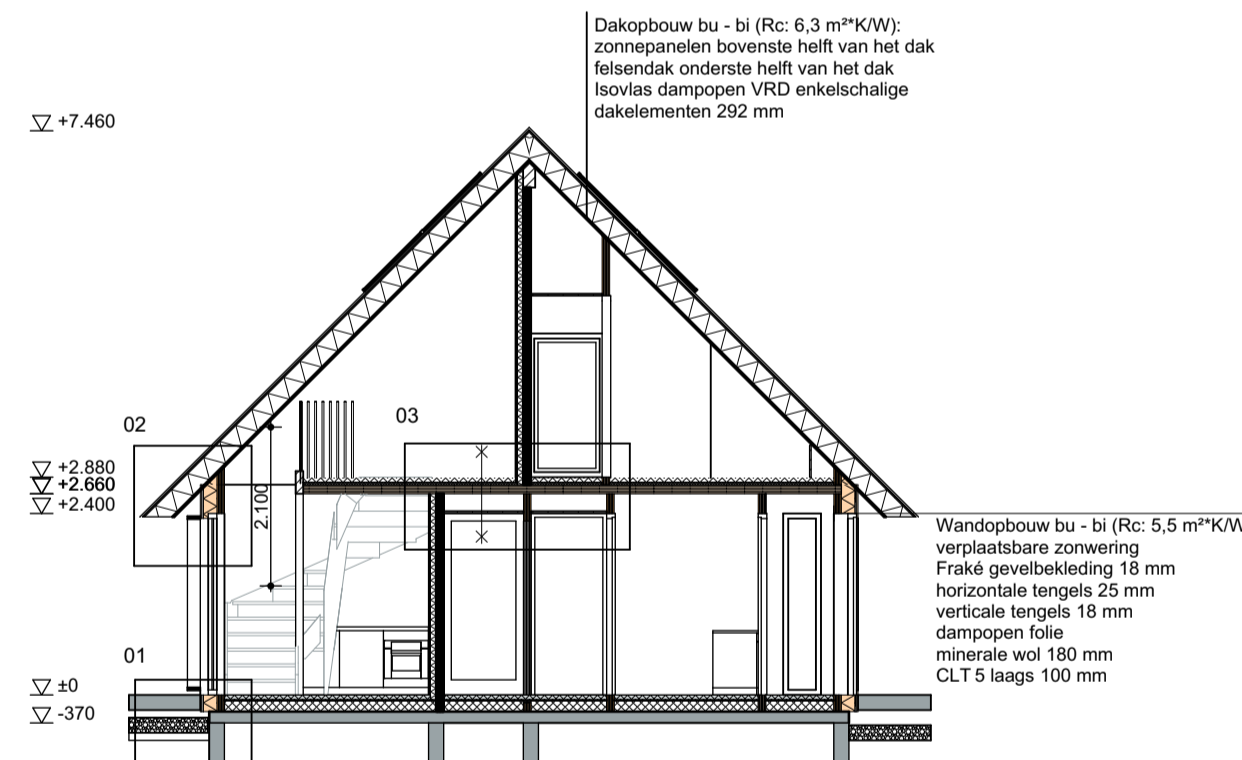 Dakopbouw bu - bi (Rc: 6,3 m²*K/W):
zonnepanelen bovenste helft van het dak
felsendak onderste helft van het dak
Isovlas dampopen VRD enkelschalige
dakelementen 292 mm
+7.460
02
03
+2.880
+2.660
+2.400
2.100
Wandopbouw bu - bi (Rc: 5,5 m²*K/W
verplaatsbare zonwering
Fraké gevelbekleding 18 mm
horizontale tengels 25 mm
verticale tengels 18 mm
dampopen folie
minerale wol 180 mm
CLT 5 laags 100 mm
01
±0
-370